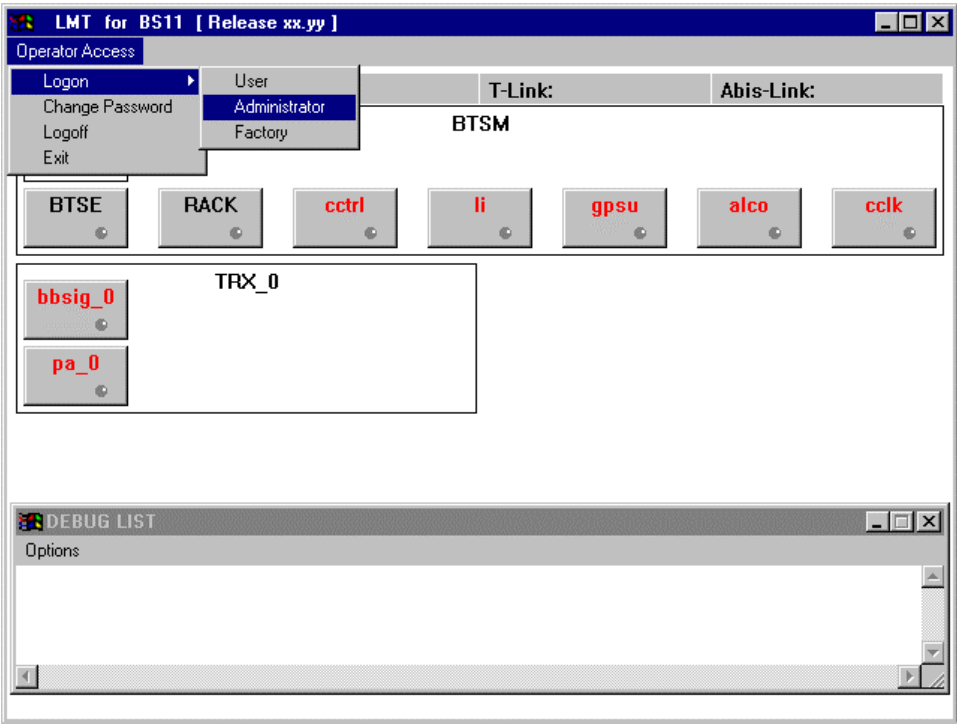 LMT for BS11 [ Release xx.yy ]
Operator Access
Logon User T-Link: Abis-Link:
Change Password Administrator
BTSM
Logoff Factory
Exit
BTSE RACK cctrl li gpsu alco cclk
TRX_0
bbsig_0
pa_0
DEBUG LIST
Options